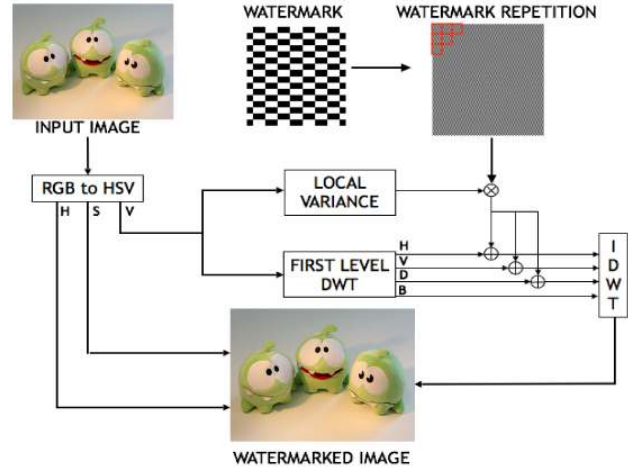 WATERMARK
WATERMARK REPETITION
INPUT IMAGE
RGB to HSV
H S V
LOCAL
VARIANCE
FIRST LEVEL
DWT
H
V
D
B
I
D
W
T
WATERMARKED IMAGE